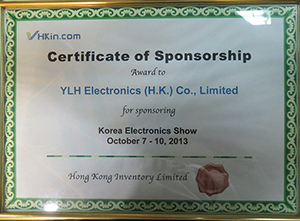 VHKin.com
Certificate of Sponsorship
Award to
YLH Electronics (H.K.) Co., Limited
for sponsoring
Korea Electronics Show
October 7 - 10, 2013
Hong Kong Inventory Limited